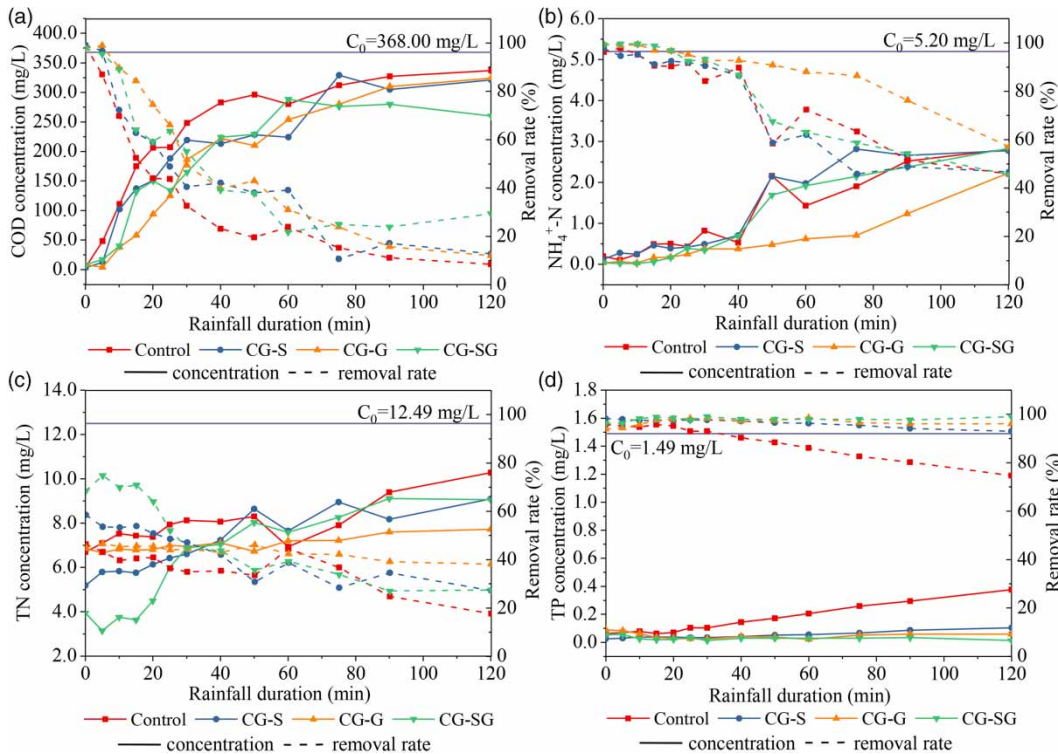 (a)
C₀=368.00 mg/L
COD concentration (mg/L)
400.0
350.0
300.0
250.0
200.0
150.0
100.0
50.0
0.0
Removal rate (%)
100
80
60
40
20
0
0 20 40 60 80 100 120
Rainfall duration (min)
Control CG-S CG-G CG-SG
concentration removal rate
(b)
C₀=5.20 mg/L
NH₄⁺-N concentration (mg/L)
6.0
5.0
4.0
3.0
2.0
1.0
0.0
Removal rate (%)
100
80
60
40
20
0
0 20 40 60 80 100 120
Rainfall duration (min)
Control CG-S CG-G CG-SG
concentration removal rate
(c)
C₀=12.49 mg/L
TN concentration (mg/L)
14.0
12.0
10.0
8.0
6.0
4.0
2.0
Removal rate (%)
100
80
60
40
20
0
0 20 40 60 80 100 120
Rainfall duration (min)
Control CG-S CG-G CG-SG
concentration removal rate
(d)
C₀=1.49 mg/L
TP concentration (mg/L)
1.8
1.6
1.4
1.2
1.0
0.8
0.6
0.4
0.2
0.0
Removal rate (%)
100
80
60
40
20
0
0 20 40 60 80 100 120
Rainfall duration (min)
Control CG-S CG-G CG-SG
concentration removal rate